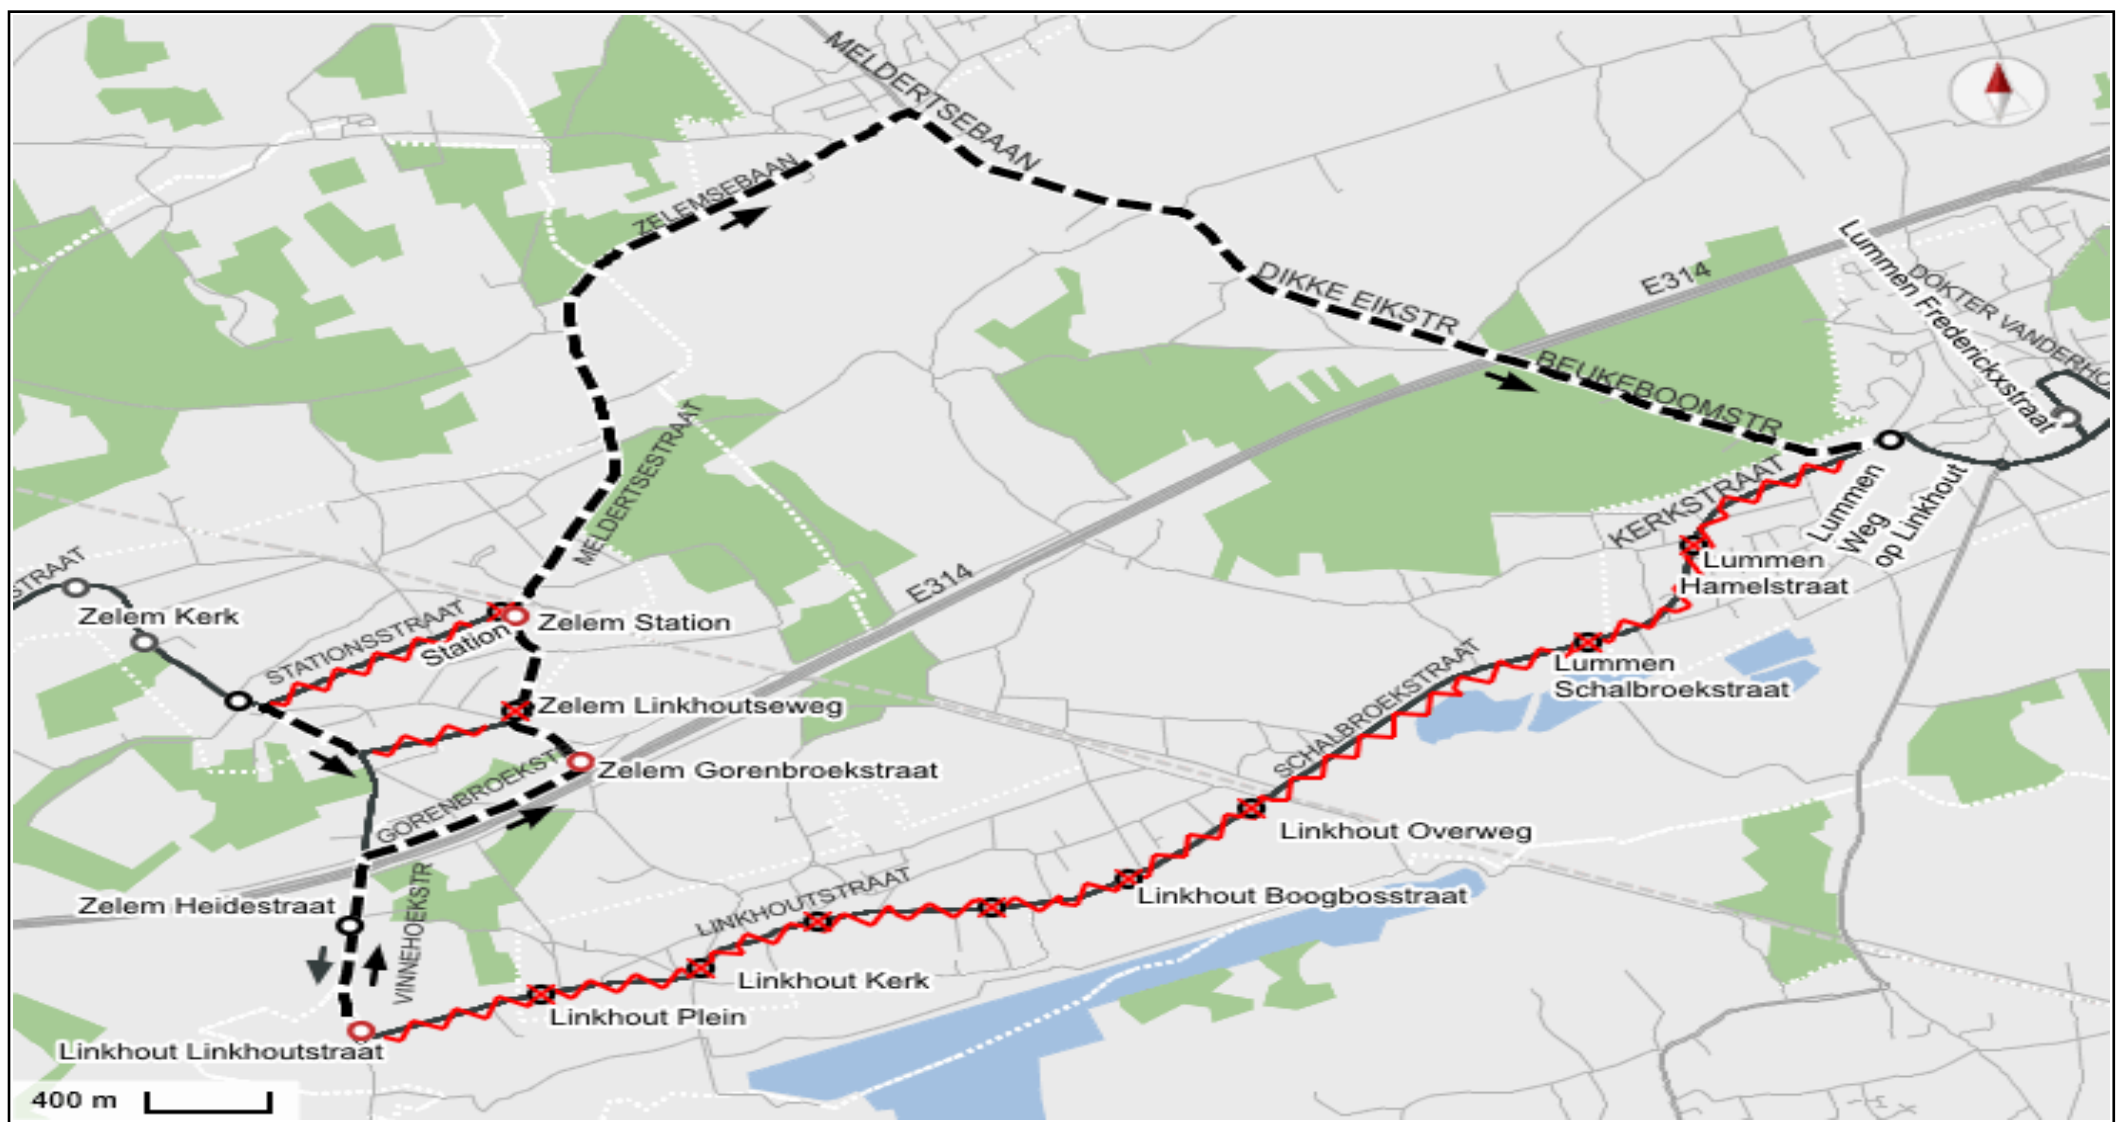 MELDERTSEBAAN
ZELEMSEBAAN
E314
Lummen Frederickxstraat
DOKTER VANDERHO
DIKKE EIKSTR
BEUKEBOOMSTR
MELDERTSESTRAAT
KERKSTRAAT
Lummen
Weg
op Linkhout
Lummen
Hamelstraat
STRAAT
Zelem Kerk
STATIONSSTRAAT
Station
Zelem Station
E314
Lummen
Schalbroekstraat
SCHALBROEKSTRAAT
Zelem Linkhoutseweg
GORENBROEKSTR
Zelem Gorenbroekstraat
Linkhout Overweg
Zelem Heidestraat
VINNEHOEKSTR
LINKHOUTSTRAAT
Linkhout Boogbosstraat
Linkhout Kerk
Linkhout Plein
Linkhout Linkhoutstraat
400 m